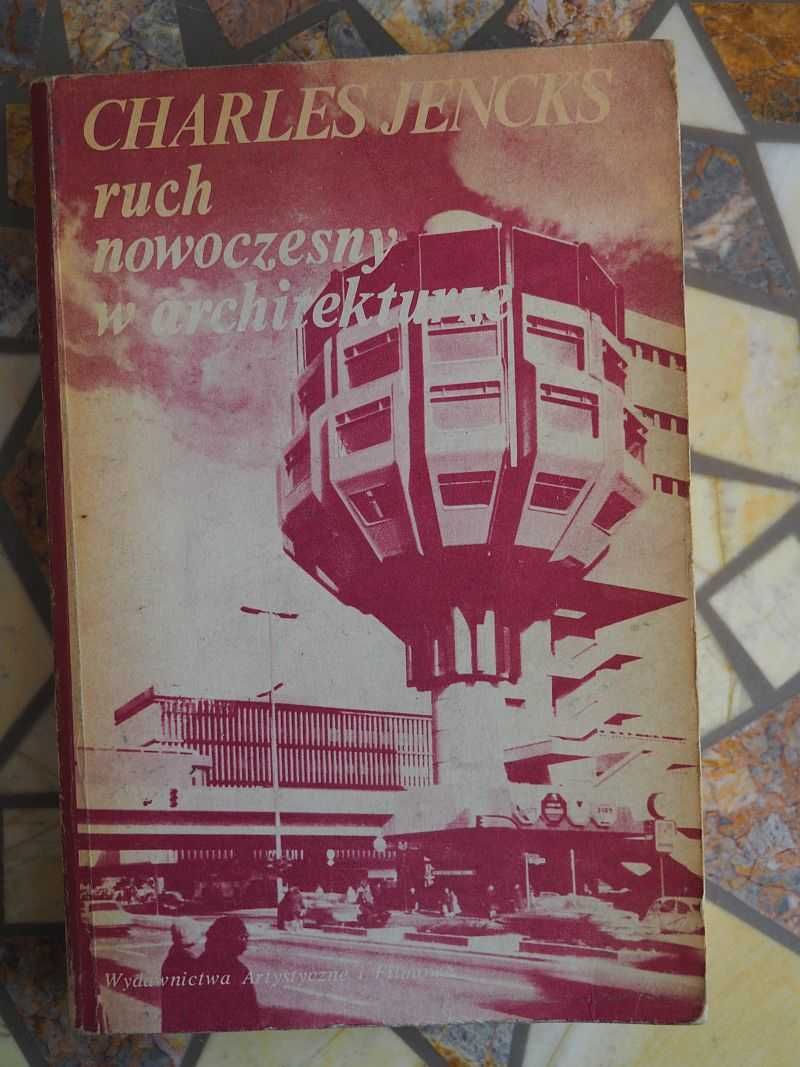 CHARLES JENCKS
ruch
nowoczesny
w architekturze
Wydawnictwa Artystyczne i Filmowe